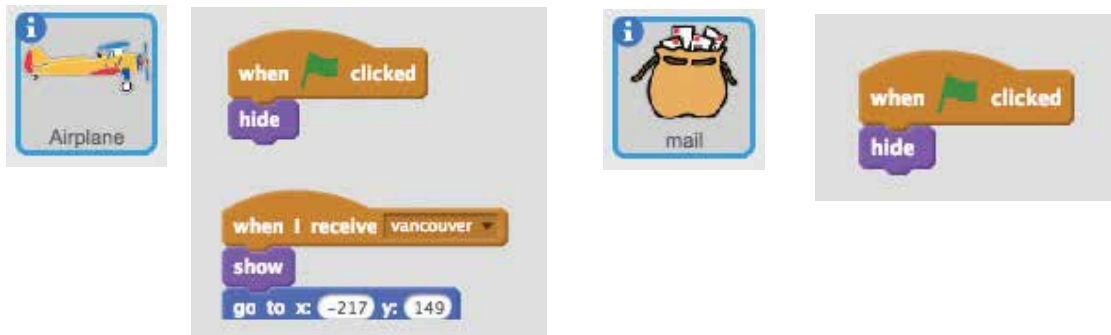 i
Airplane
when clicked
hide
when I receive vancouver
show
go to x: -217 y: 149
i
mail
when clicked
hide